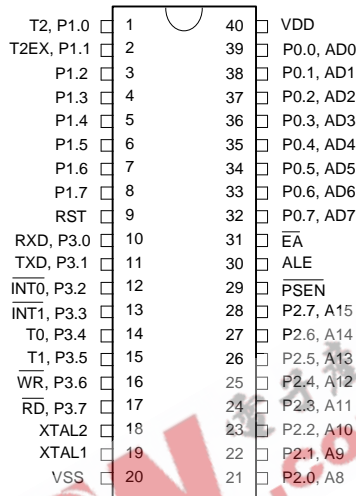 T2, P1.0 1 40 VDD
T2EX, P1.1 2 39 P0.0, AD0
P1.2 3 38 P0.1, AD1
P1.3 4 37 P0.2, AD2
P1.4 5 36 P0.3, AD3
P1.5 6 35 P0.4, AD4
P1.6 7 34 P0.5, AD5
P1.7 8 33 P0.6, AD6
RST 9 32 P0.7, AD7
RXD, P3.0 10 31 EA
TXD, P3.1 11 30 ALE
INT0, P3.2 12 29 PSEN
INT1, P3.3 13 28 P2.7, A15
T0, P3.4 14 27 P2.6, A14
T1, P3.5 15 26 P2.5, A13
WR, P3.6 16 25 P2.4, A12
RD, P3.7 17 24 P2.3, A11
XTAL2 18 23 P2.2, A10
XTAL1 19 22 P2.1, A9
VSS 20 21 P2.0, A8